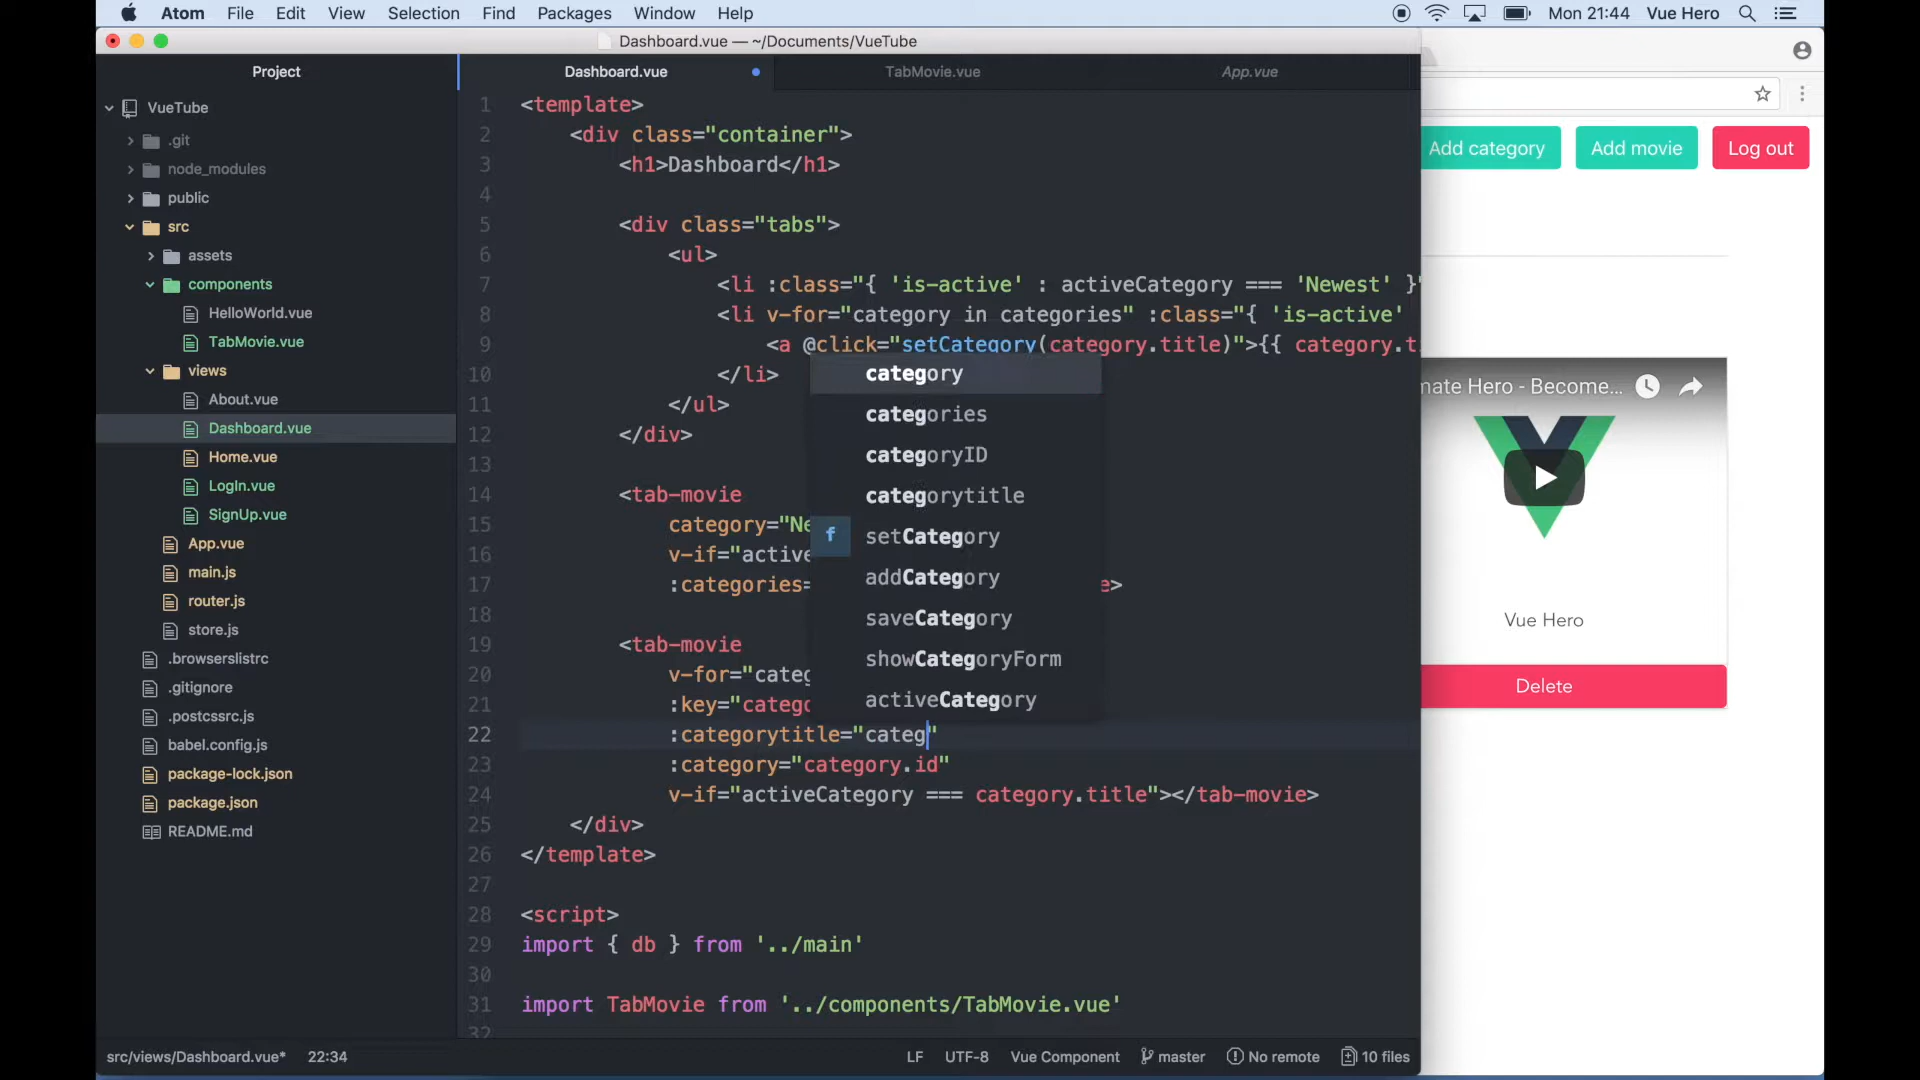 Atom File Edit View Selection Find Packages Window Help Mon 21:44 Vue Hero
Dashboard.vue — ~/Documents/VueTube
Project
Dashboard.vue TabMovie.vue App.vue
VueTube
.git
node_modules
public
src
assets
components
HelloWorld.vue
TabMovie.vue
views
About.vue
Dashboard.vue
Home.vue
LogIn.vue
SignUp.vue
App.vue
main.js
router.js
store.js
.browserslistrc
.gitignore
.postcssrc.js
babel.config.js
package-lock.json
package.json
README.md
1 <template>
2 <div class="container">
3 <h1>Dashboard</h1>
4
5 <div class="tabs">
6 <ul>
7 <li :class="{ 'is-active' : activeCategory === 'Newest' }"
8 <li v-for="category in categories" :class="{ 'is-active'
9 <a @click="setCategory(category.title)">{{ category.t
10 </li>
11 </ul>
12 </div>
13
14 <tab-movie
15 category="Ne
16 v-if="active
17 :categories= e>
18
19 <tab-movie
20 v-for="categ
21 :key="catego
22 :categorytitle="categ"
23 :category="category.id"
24 v-if="activeCategory === category.title"></tab-movie>
25 </div>
26 </template>
27
28 <script>
29 import { db } from '../main'
30
31 import TabMovie from '../components/TabMovie.vue'
32
category
categories
categoryID
categorytitle
f setCategory
addCategory
saveCategory
showCategoryForm
activeCategory
src/views/Dashboard.vue* 22:34 LF UTF-8 Vue Component master No remote 10 files
Add category Add movie Log out
mate Hero - Become...
Vue Hero
Delete